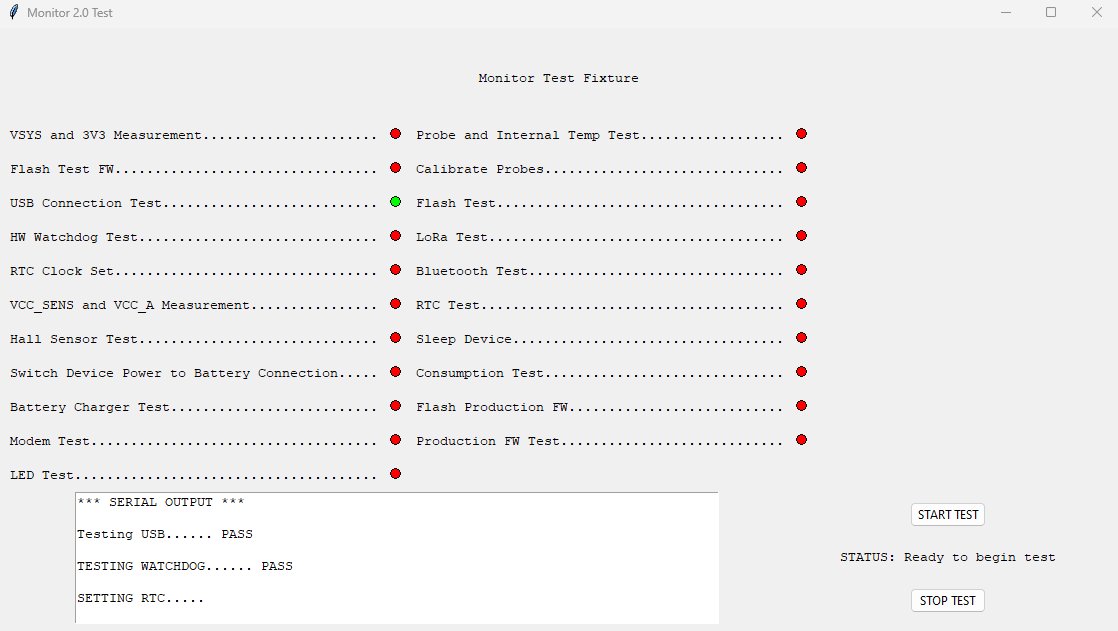 Monitor 2.0 Test
Monitor Test Fixture
VSYS and 3V3 Measurement......................
Flash Test FW.................................
USB Connection Test...........................
HW Watchdog Test..............................
RTC Clock Set.................................
VCC_SENS and VCC_A Measurement................
Hall Sensor Test..............................
Switch Device Power to Battery Connection.....
Battery Charger Test..........................
Modem Test....................................
LED Test......................................
Probe and Internal Temp Test..................
Calibrate Probes..............................
Flash Test....................................
LoRa Test.....................................
Bluetooth Test................................
RTC Test......................................
Sleep Device..................................
Consumption Test..............................
Flash Production FW...........................
Production FW Test............................
*** SERIAL OUTPUT ***
Testing USB...... PASS
TESTING WATCHDOG...... PASS
SETTING RTC.....
START TEST
STATUS: Ready to begin test
STOP TEST